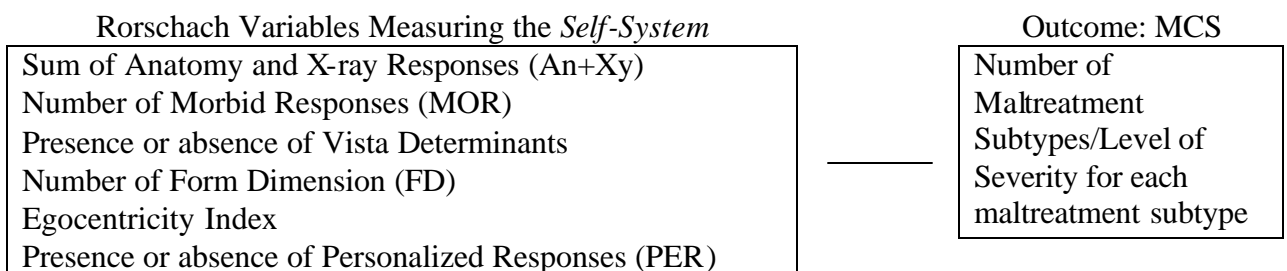 Rorschach Variables Measuring the Self-System
Sum of Anatomy and X-ray Responses (An+Xy)
Number of Morbid Responses (MOR)
Presence or absence of Vista Determinants
Number of Form Dimension (FD)
Egocentricity Index
Presence or absence of Personalized Responses (PER)
Outcome: MCS
Number of
Maltreatment
Subtypes/Level of
Severity for each
maltreatment subtype